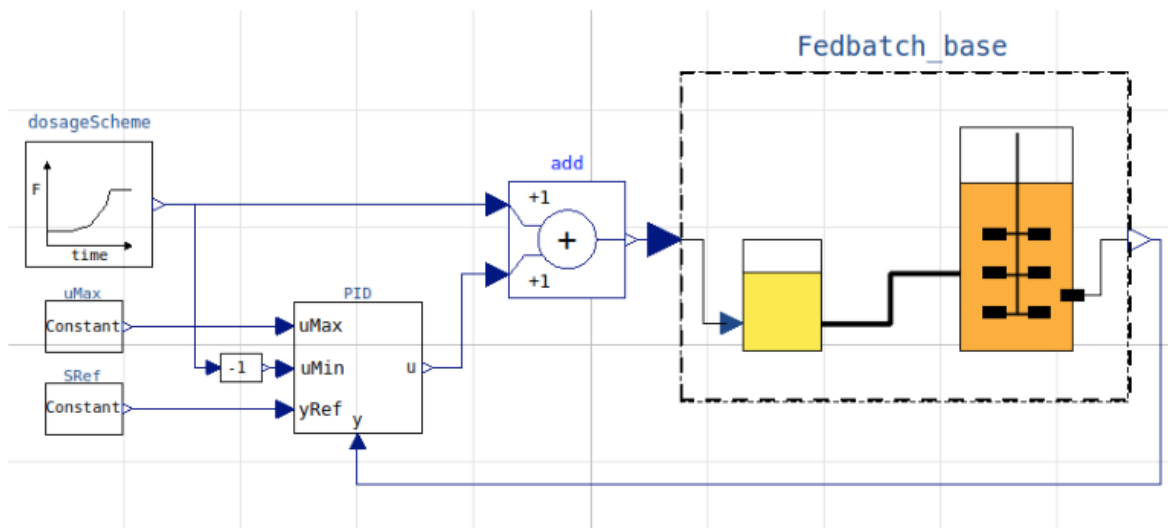 Fedbatch_base
dosageScheme
F
time
add
+1
+
+1
uMax
Constant
PID
uMax
-1
uMin
u
SRef
Constant
yRef
y